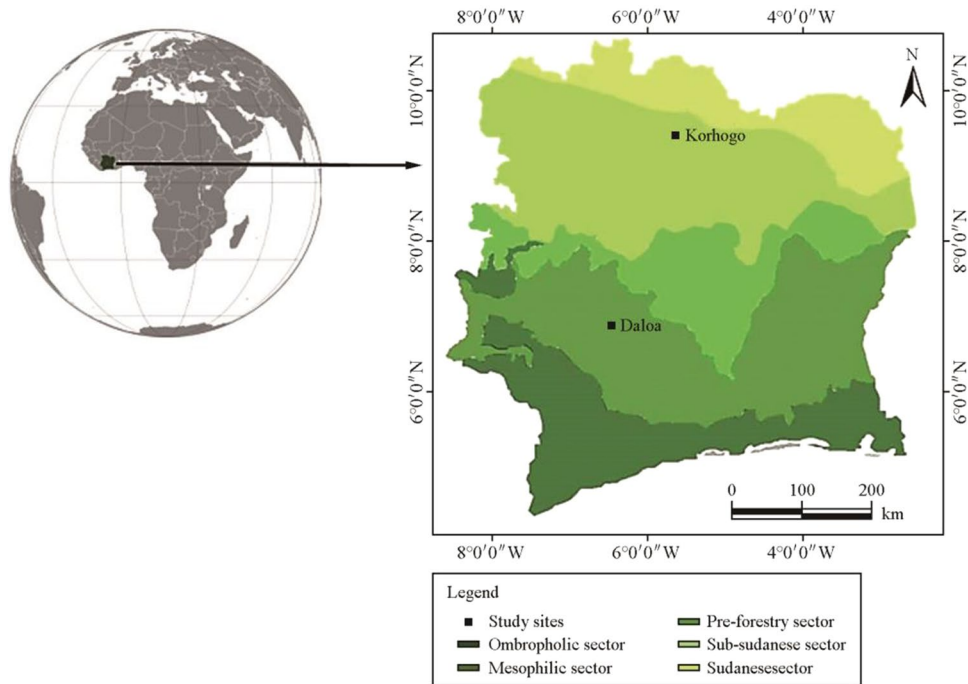 8°0′0″W 6°0′0″W 4°0′0″W
10°0′0″N
8°0′0″N
6°0′0″N
N
Korhogo
Daloa
10°0′0″N
8°0′0″N
6°0′0″N
0 100 200
km
8°0′0″W 6°0′0″W 4°0′0″W
Legend
Study sites
Ombropholic sector
Mesophilic sector
Pre-forestry sector
Sub-sudanese sector
Sudanesesector